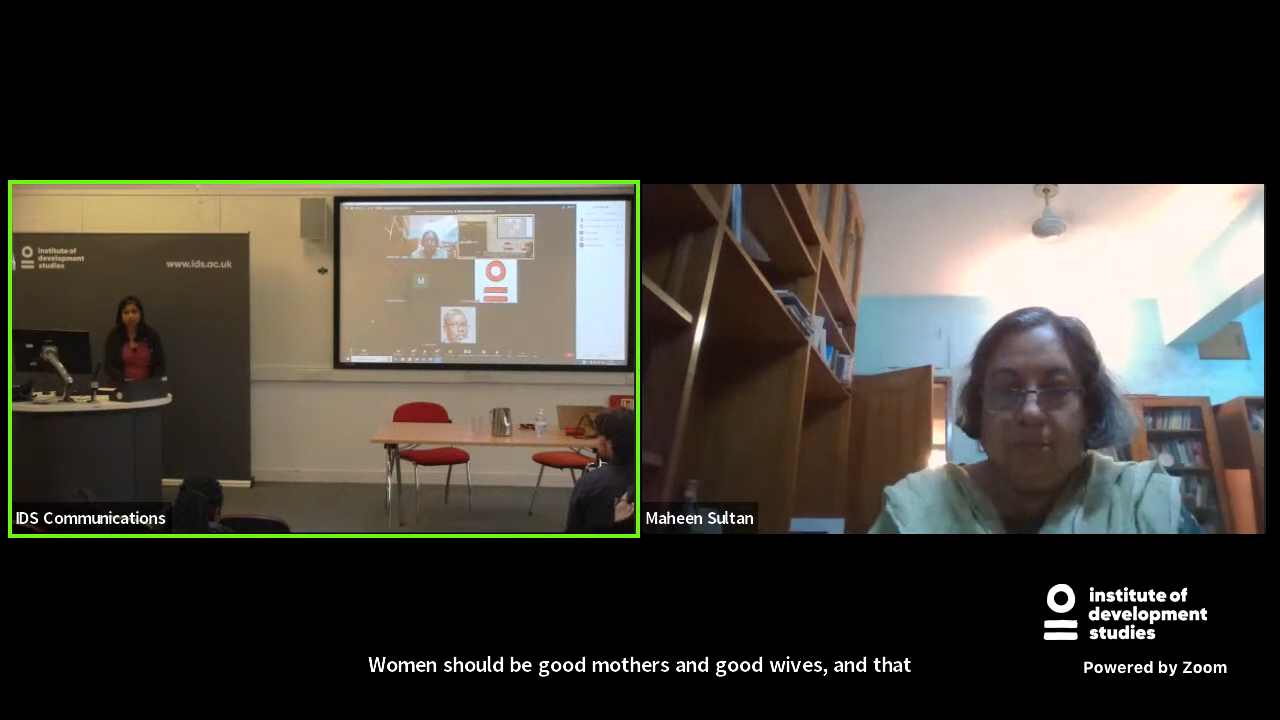 institute of
development
studies
www.ids.ac.uk
M
IDS Communications
Maheen Sultan
institute of
development
studies
Powered by Zoom
Women should be good mothers and good wives, and that